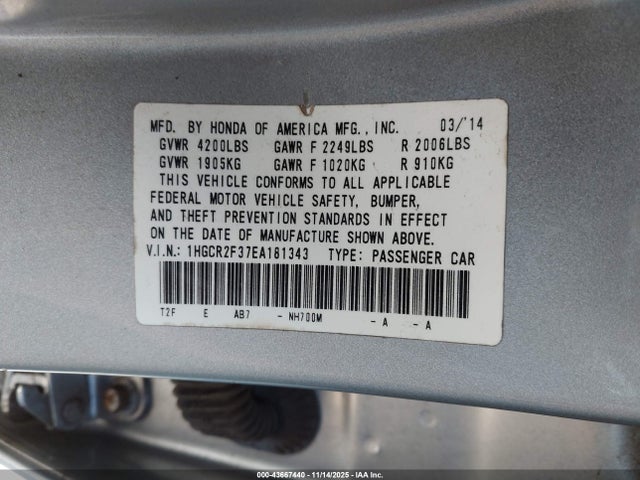 MFD. BY HONDA OF AMERICA MFG., INC. 03/'14
GVWR 4200LBS GAWR F 2249LBS R 2006LBS
GVWR 1905KG GAWR F 1020KG R 910KG
THIS VEHICLE CONFORMS TO ALL APPLICABLE
FEDERAL MOTOR VEHICLE SAFETY, BUMPER,
AND THEFT PREVENTION STANDARDS IN EFFECT
ON THE DATE OF MANUFACTURE SHOWN ABOVE.
V.I.N.: 1HGCR2F37EA181343 TYPE: PASSENGER CAR
T2F E AB7 - NH700M - A - A
000-43667440 - 11/14/2025 - IAA Inc.